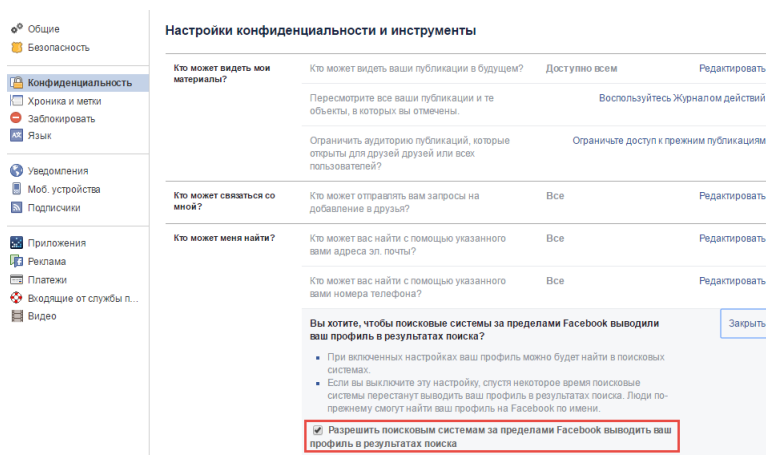 Общие
Безопасность
Конфиденциальность
Хроника и метки
Заблокировать
Язык
Уведомления
Моб. устройства
Подписчики
Приложения
Реклама
Платежи
Входящие от службы п...
Видео
Настройки конфиденциальности и инструменты
Кто может видеть мои
материалы?
Кто может видеть ваши публикации в будущем?
Доступно всем
Редактировать
Пересмотрите все ваши публикации и те
объекты, в которых вы отмечены.
Воспользуйтесь Журналом действий
Ограничить аудиторию публикаций, которые
открыты для друзей друзей или всех
пользователей?
Ограничьте доступ к прежним публикациям
Кто может связаться со
мной?
Кто может отправлять вам запросы на
добавление в друзья?
Все
Редактировать
Кто может меня найти?
Кто может вас найти с помощью указанного
вами адреса эл. почты?
Все
Редактировать
Кто может вас найти с помощью указанного
вами номера телефона?
Все
Редактировать
Вы хотите, чтобы поисковые системы за пределами Facebook выводили
ваш профиль в результатах поиска?
Закрыть
При включенных настройках ваш профиль можно будет найти в поисковых
системах.
Если вы выключите эту настройку, спустя некоторое время поисковые
системы перестанут выводить ваш профиль в результатах поиска. Люди по-
прежнему смогут найти ваш профиль на Facebook по имени.
Разрешить поисковым системам за пределами Facebook выводить ваш
профиль в результатах поиска